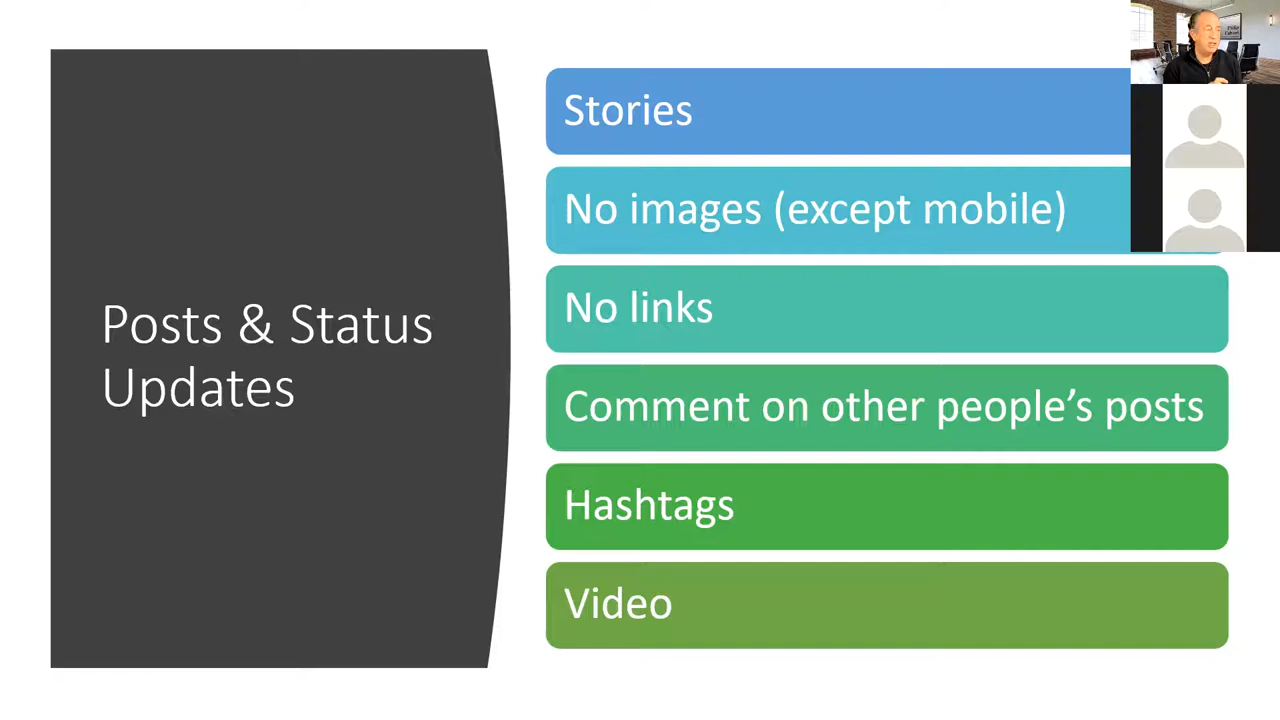 Posts & Status
Updates
Stories
No images (except mobile)
No links
Comment on other people’s posts
Hashtags
Video